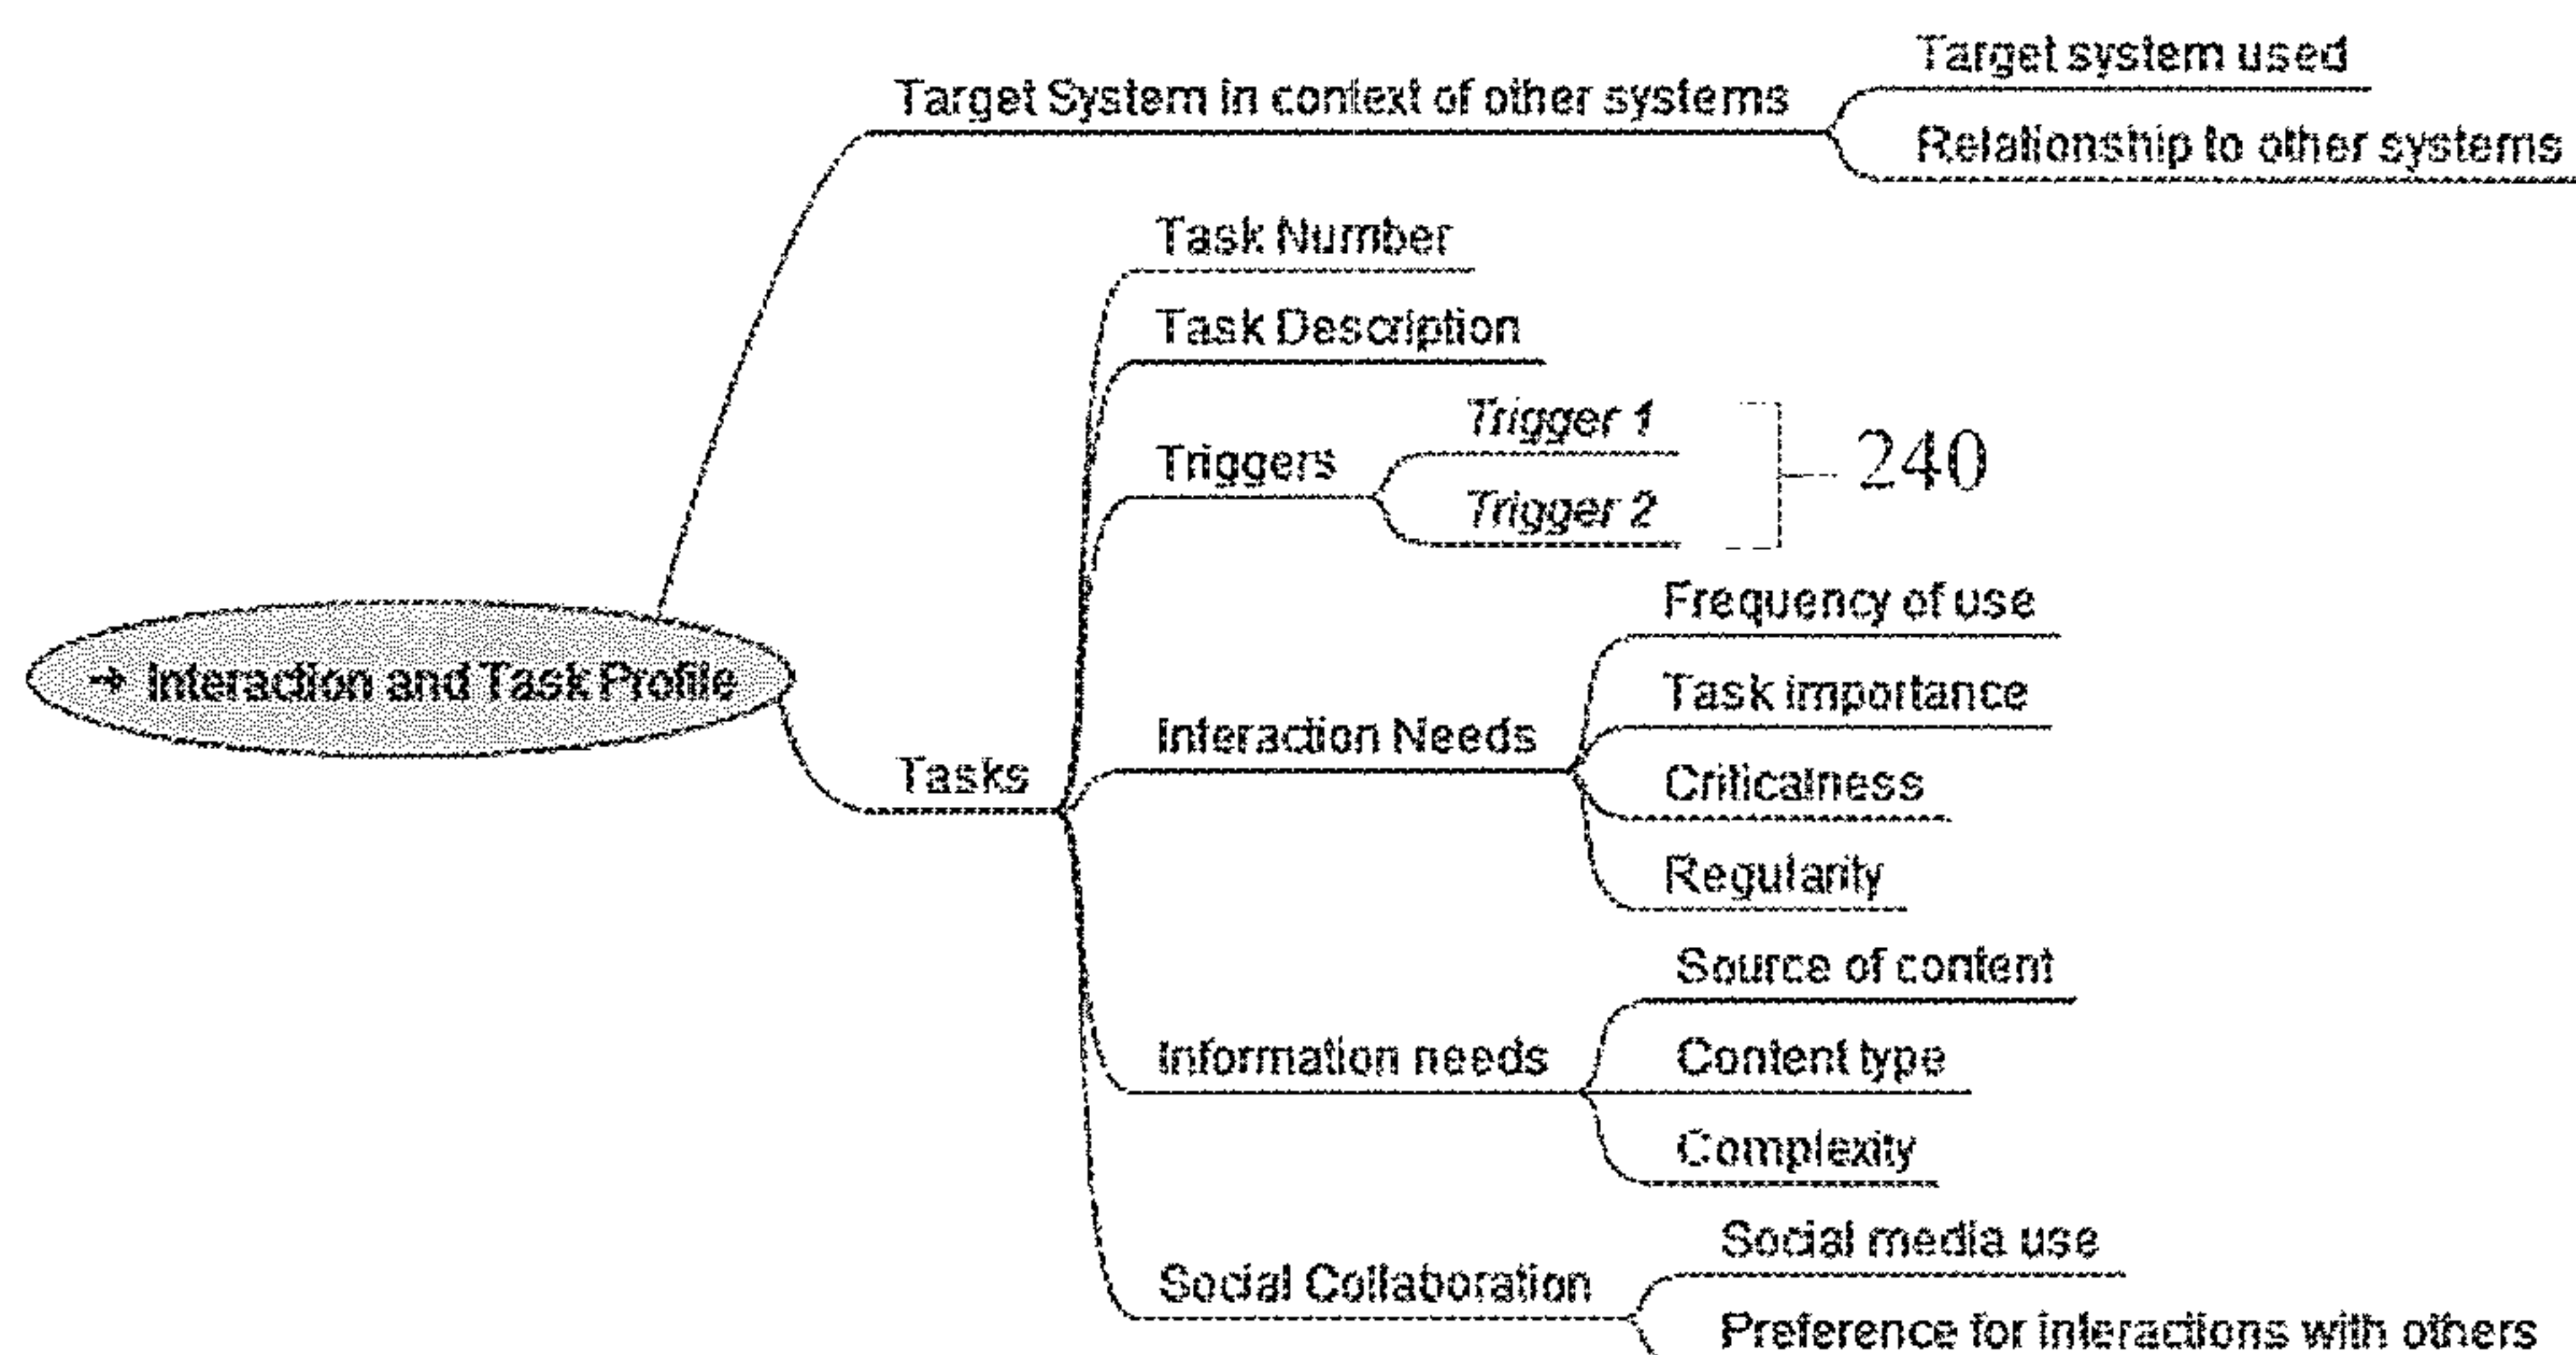 Target System in context of other systems
Target system used
Relationship to other systems
Task Number
Task Description
Triggers
Trigger 1
Trigger 2
240
→ Interaction and Task Profile
Tasks
Interaction Needs
Frequency of use
Task importance
Criticalness
Regularity
Information needs
Source of content
Content type
Complexity
Social Collaboration
Social media use
Preference for interactions with others